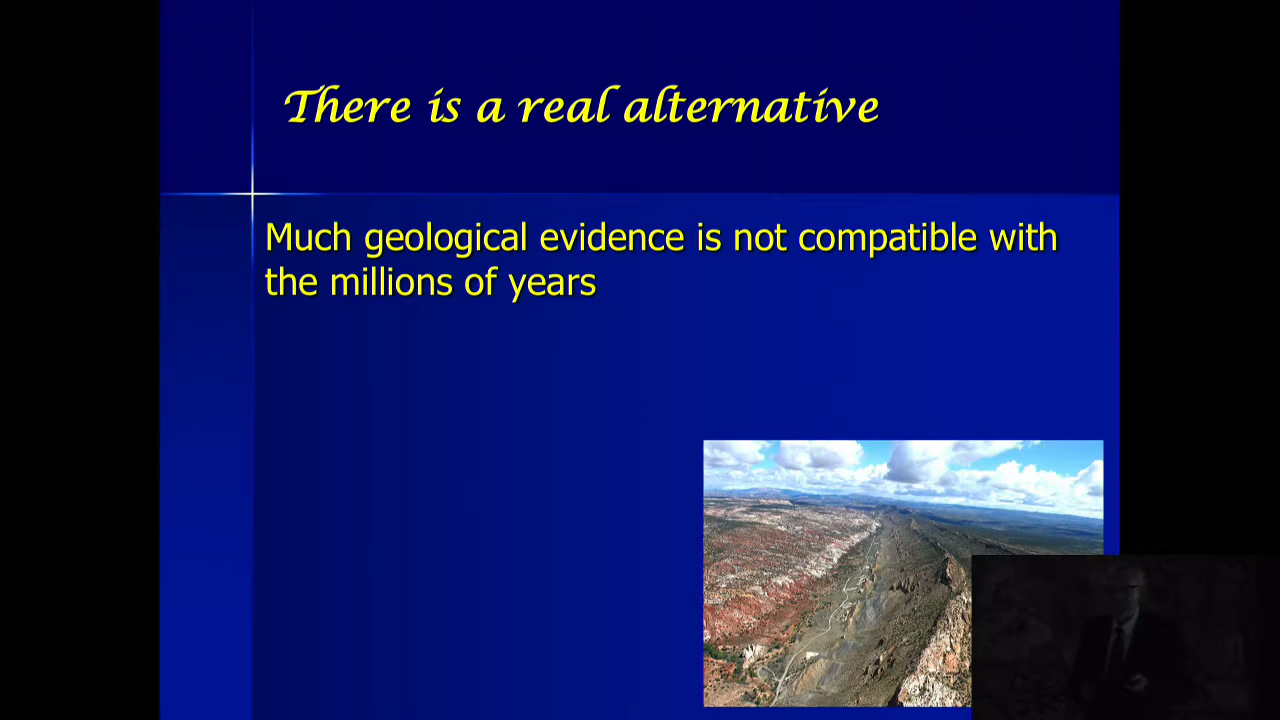 There is a real alternative
Much geological evidence is not compatible with
the millions of years